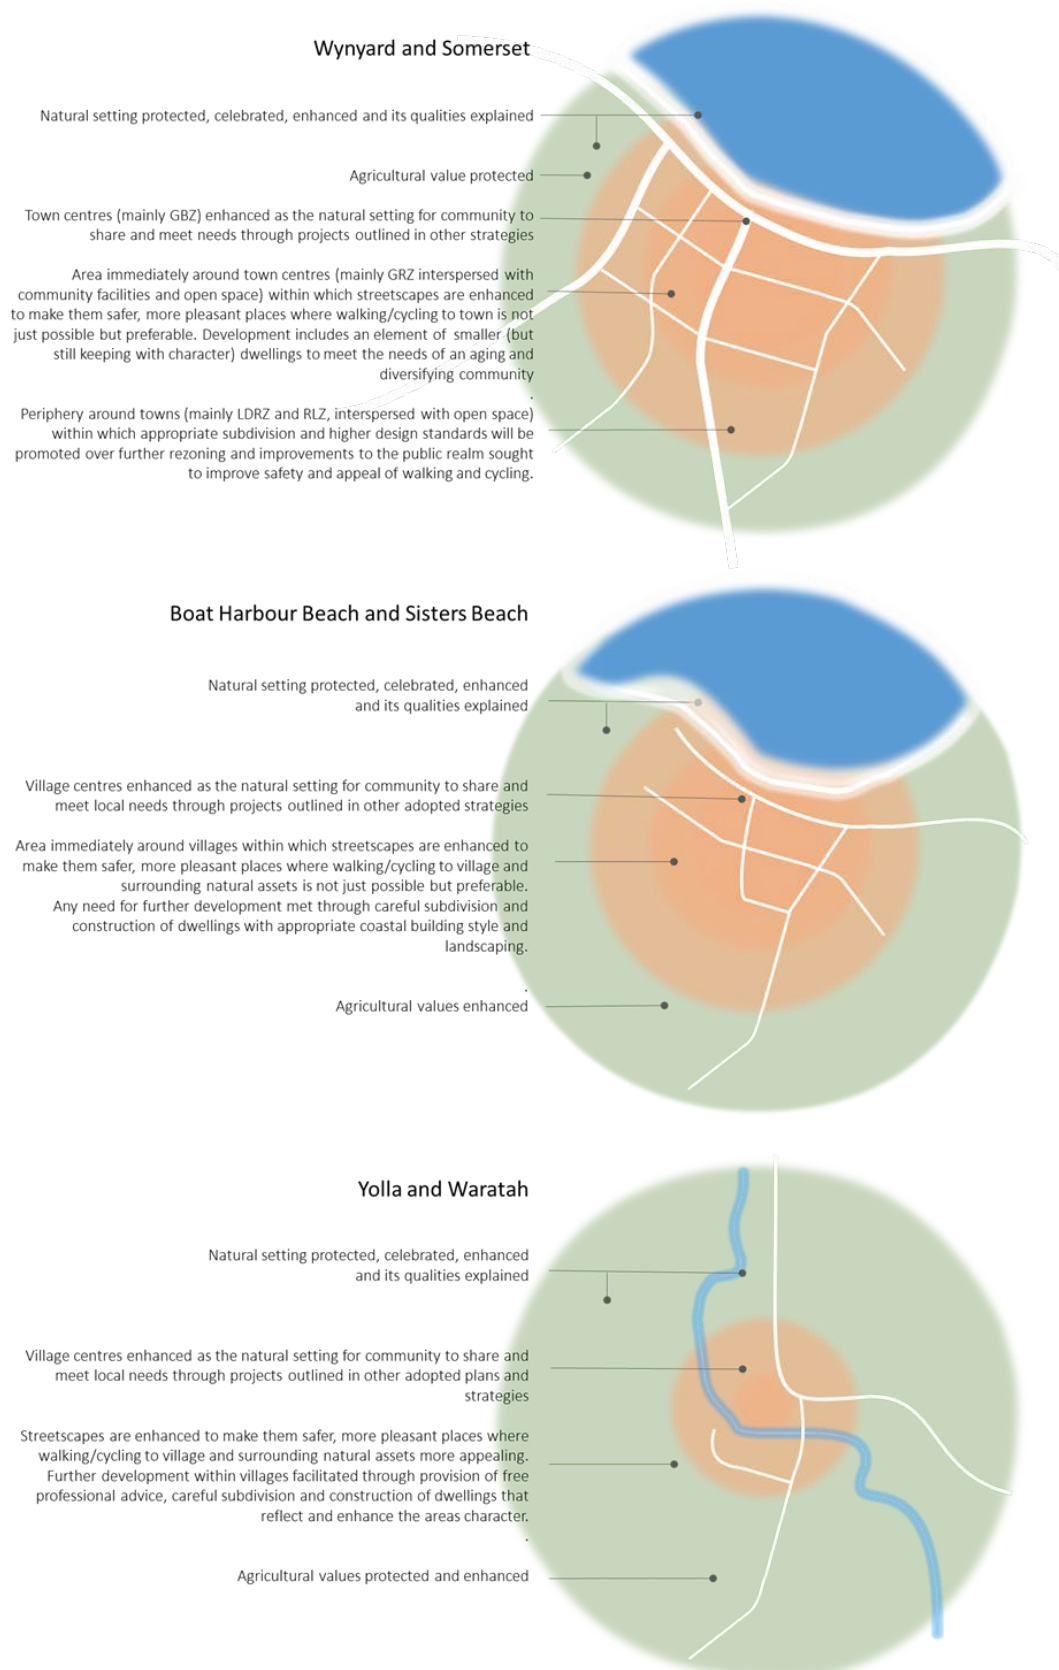 Wynyard and Somerset
Natural setting protected, celebrated, enhanced and its qualities explained
Agricultural value protected
Town centres (mainly GBZ) enhanced as the natural setting for community to
share and meet needs through projects outlined in other strategies
Area immediately around town centres (mainly GRZ interspersed with
community facilities and open space) within which streetscapes are enhanced
to make them safer, more pleasant places where walking/cycling to town is not
just possible but preferable. Development includes an element of smaller (but
still keeping with character) dwellings to meet the needs of an aging and
diversifying community
.
Periphery around towns (mainly LDRZ and RLZ, interspersed with open space)
within which appropriate subdivision and higher design standards will be
promoted over further rezoning and improvements to the public realm sought
to improve safety and appeal of walking and cycling.
Boat Harbour Beach and Sisters Beach
Natural setting protected, celebrated, enhanced
and its qualities explained
Village centres enhanced as the natural setting for community to share and
meet local needs through projects outlined in other adopted strategies
Area immediately around villages within which streetscapes are enhanced to
make them safer, more pleasant places where walking/cycling to village and
surrounding natural assets is not just possible but preferable.
Any need for further development met through careful subdivision and
construction of dwellings with appropriate coastal building style and
landscaping.
.
Agricultural values enhanced
Yolla and Waratah
Natural setting protected, celebrated, enhanced
and its qualities explained
Village centres enhanced as the natural setting for community to share and
meet local needs through projects outlined in other adopted plans and
strategies
Streetscapes are enhanced to make them safer, more pleasant places where
walking/cycling to village and surrounding natural assets more appealing.
Further development within villages facilitated through provision of free
professional advice, careful subdivision and construction of dwellings that
reflect and enhance the areas character.
.
Agricultural values protected and enhanced